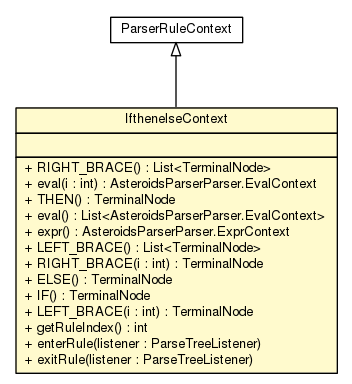 ParserRuleContext
IfthenelseContext
+ RIGHT_BRACE() : List<TerminalNode>
+ eval(i : int) : AsteroidsParserParser.EvalContext
+ THEN() : TerminalNode
+ eval() : List<AsteroidsParserParser.EvalContext>
+ expr() : AsteroidsParserParser.ExprContext
+ LEFT_BRACE() : List<TerminalNode>
+ RIGHT_BRACE(i : int) : TerminalNode
+ ELSE() : TerminalNode
+ IF() : TerminalNode
+ LEFT_BRACE(i : int) : TerminalNode
+ getRuleIndex() : int
+ enterRule(listener : ParseTreeListener)
+ exitRule(listener : ParseTreeListener)